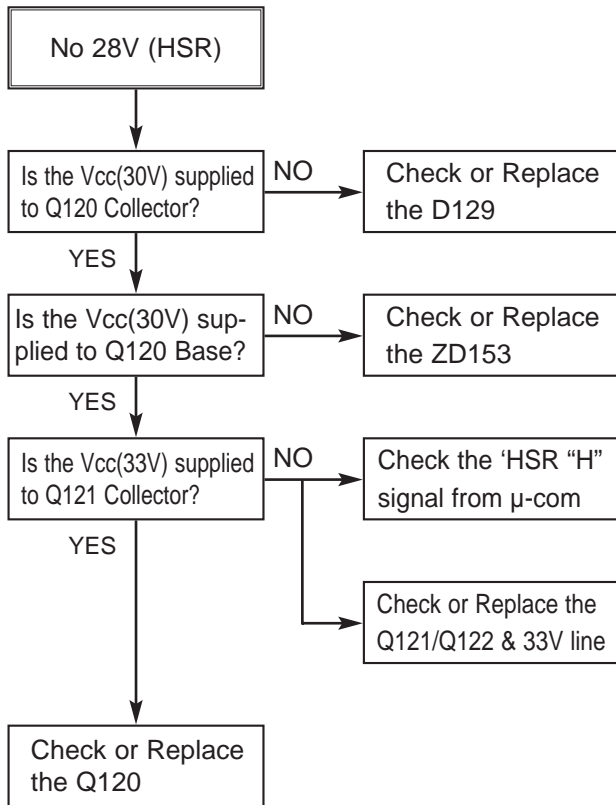 No 28V (HSR)
Is the Vcc(30V) supplied
to Q120 Collector?
NO
Check or Replace
the D129
YES
Is the Vcc(30V) sup-
plied to Q120 Base?
NO
Check or Replace
the ZD153
YES
Is the Vcc(33V) supplied
to Q121 Collector?
NO
Check the ‘HSR “H”
signal from µ-com
YES
Check or Replace the
Q121/Q122 & 33V line
Check or Replace
the Q120